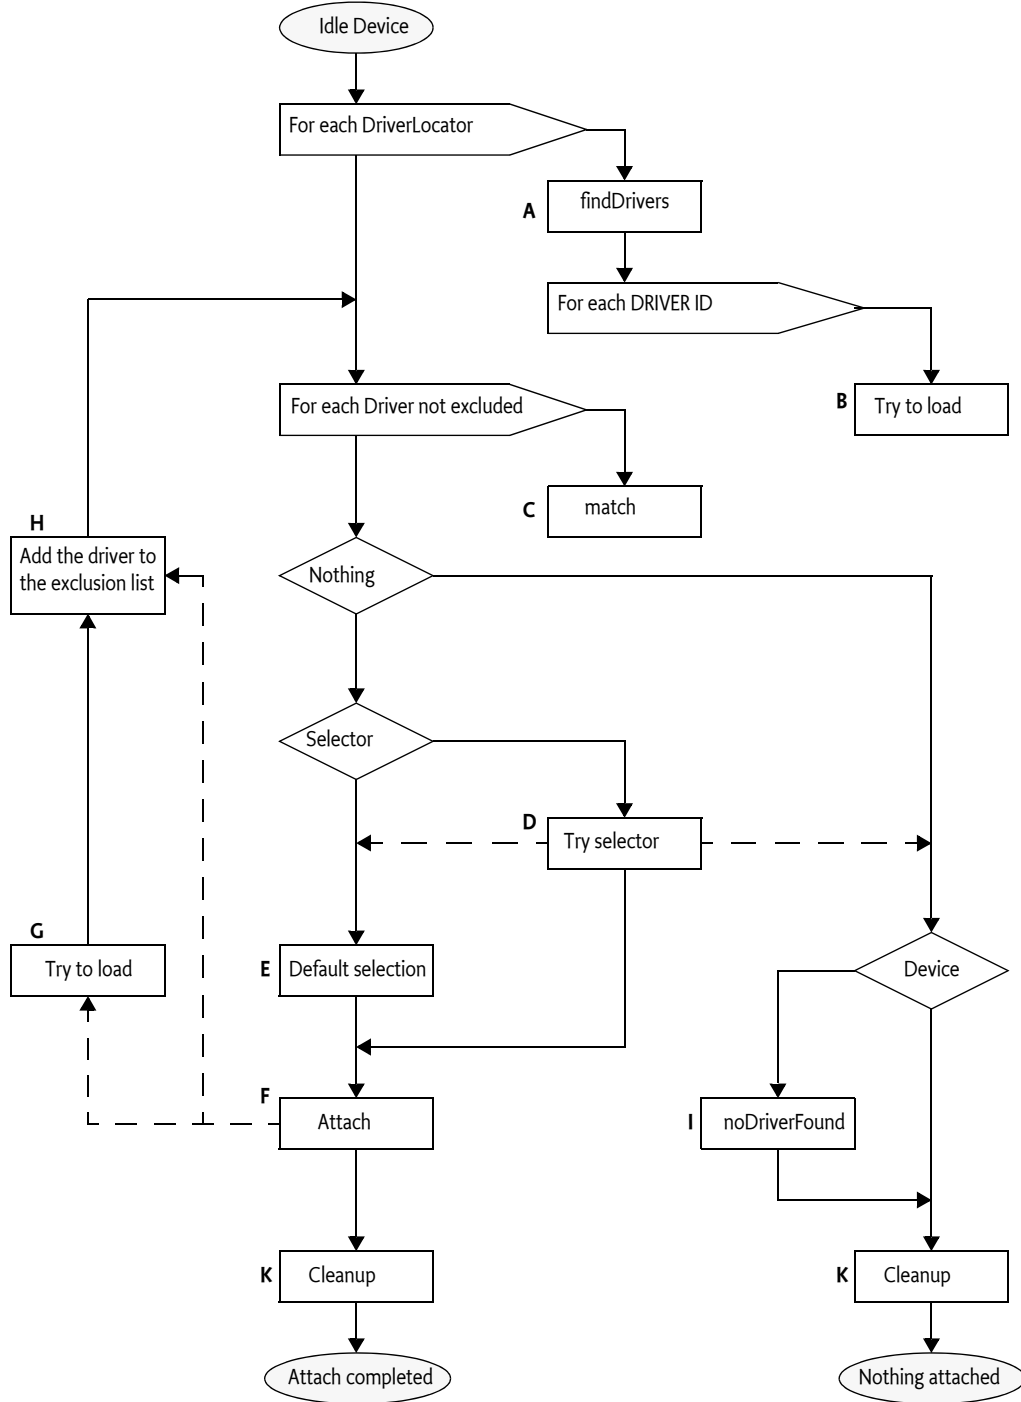 Idle Device
For each DriverLocator
A
findDrivers
For each DRIVER ID
B
Try to load
For each Driver not excluded
C
match
H
Add the driver to
the exclusion list
Nothing
Selector
D
Try selector
G
Try to load
E
Default selection
Device
F
Attach
I
noDriverFound
K
Cleanup
K
Cleanup
Attach completed
Nothing attached